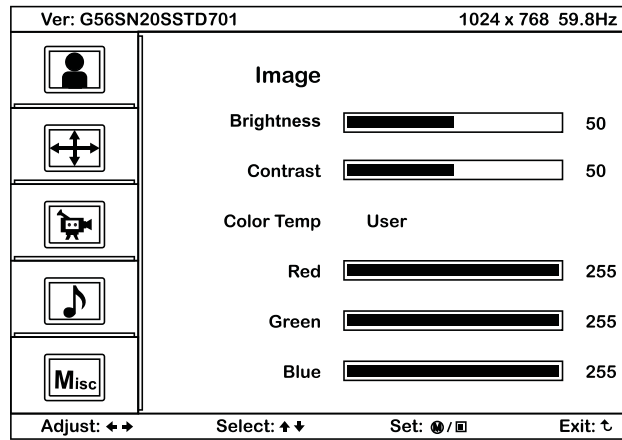 Ver: G56SN20SSTD701 1024 x 768 59.8Hz
Image
Brightness 50
Contrast 50
Color Temp User
Red 255
Green 255
Blue 255
Misc
Adjust: ←→ Select: ↑↓ Set: Ⓜ/▣ Exit: ↻